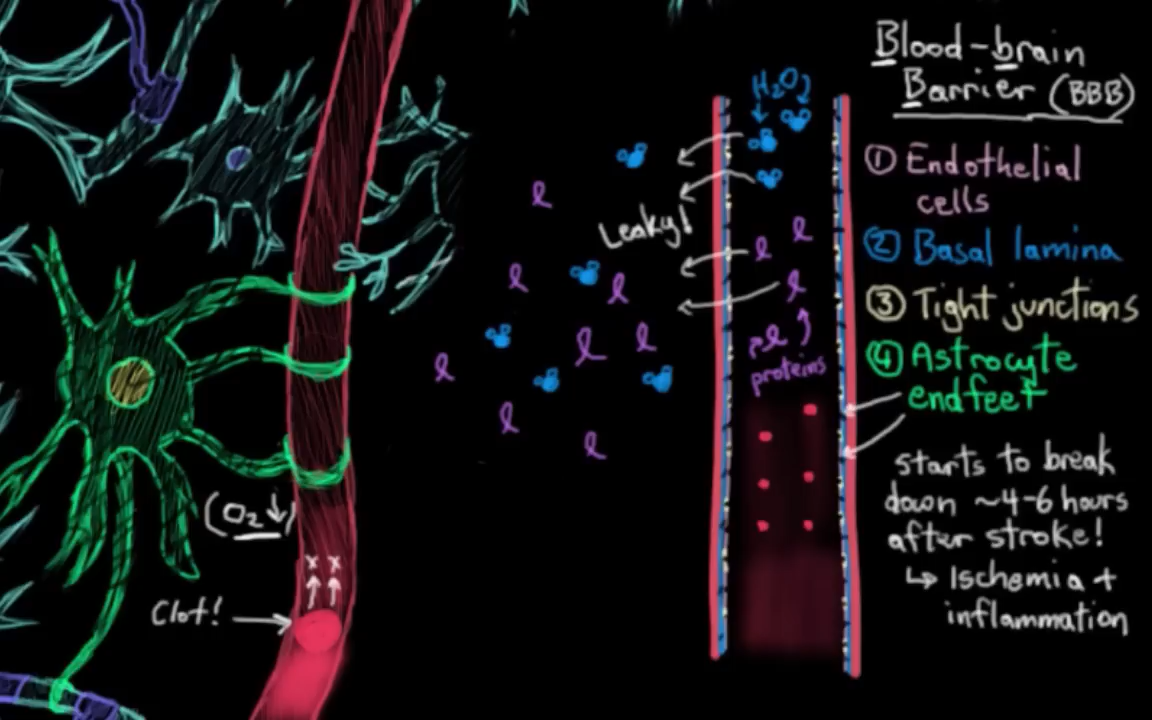 Blood-brain
Barrier (BBB)
① Endothelial
cells
② Basal lamina
③ Tight junctions
④ Astrocyte
endfeet
starts to break
down ~4-6 hours
after stroke!
↳ Ischemia +
inflammation
H₂O
Leaky!
proteins
(O₂↓)
x x
Clot!